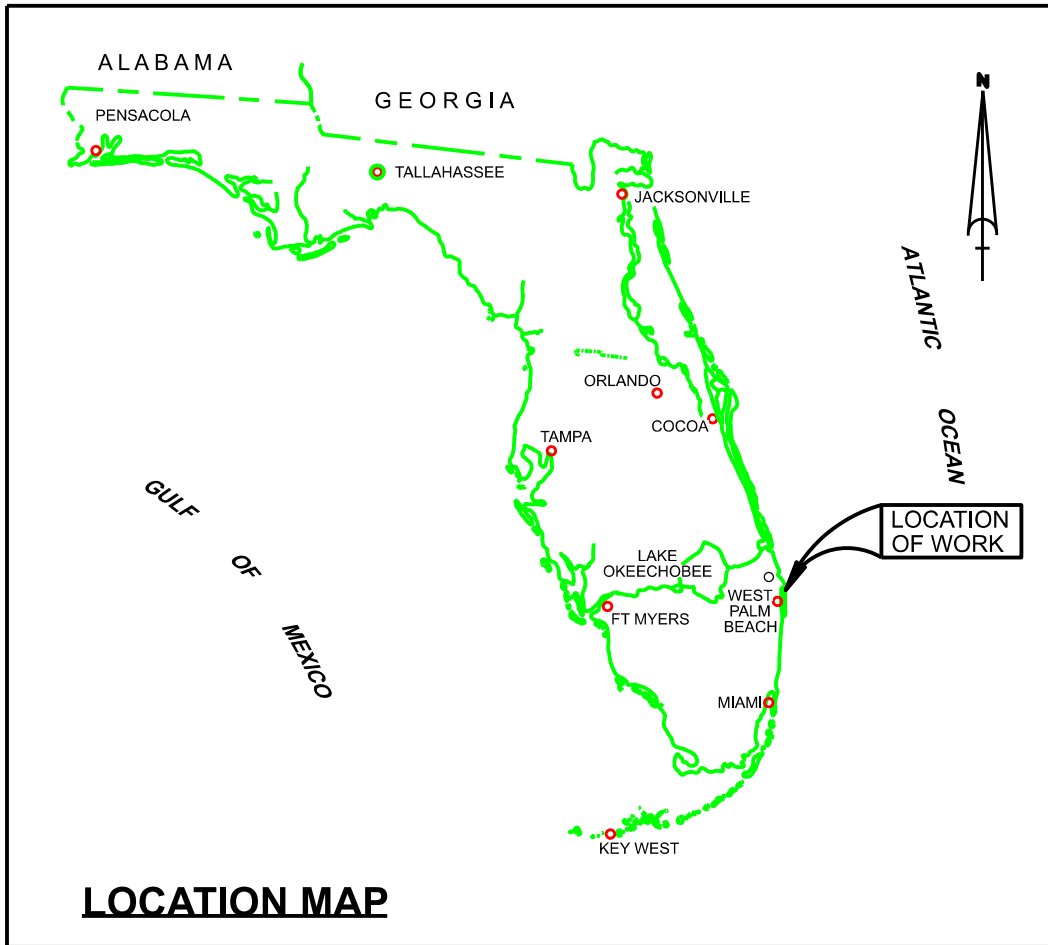 ALABAMA
GEORGIA
N
PENSACOLA
TALLAHASSEE
JACKSONVILLE
ATLANTIC
OCEAN
ORLANDO
COCOA
TAMPA
GULF
OF
MEXICO
LOCATION
OF WORK
LAKE
OKEECHOBEE
WEST
PALM
BEACH
FT MYERS
MIAMI
KEY WEST
LOCATION MAP